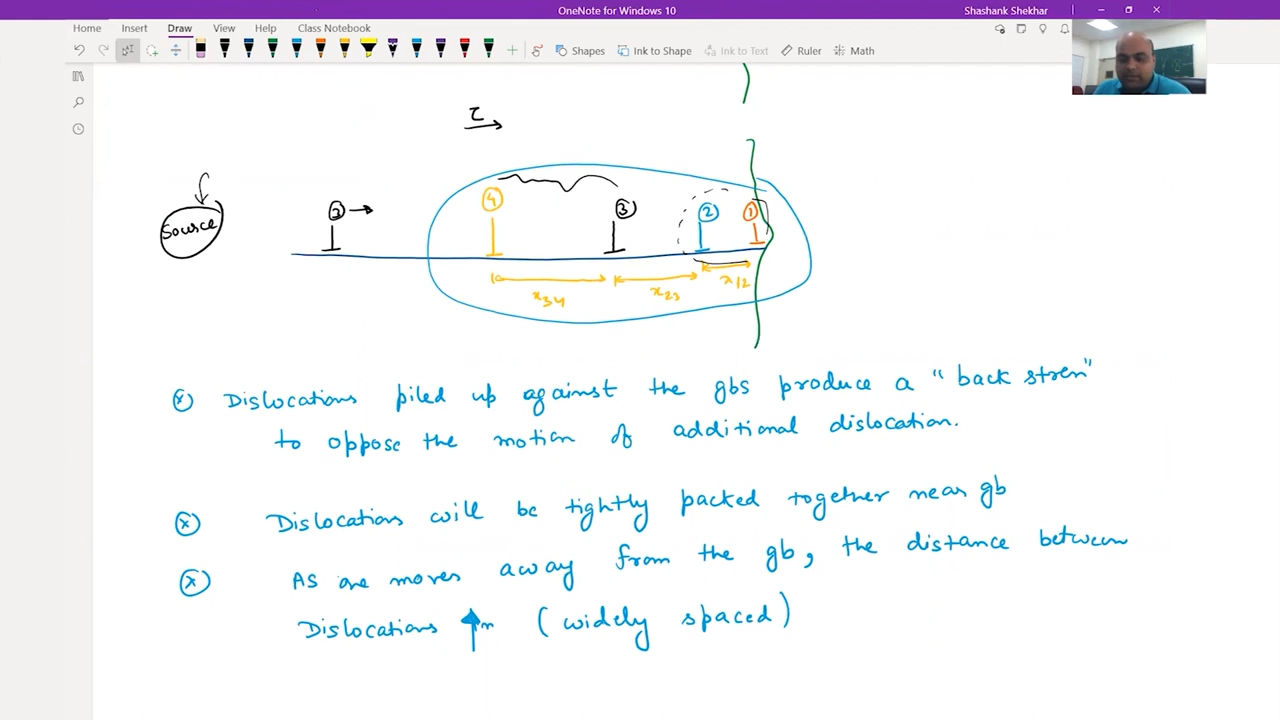 OneNote for Windows 10
Shashank Shekhar
Home Insert Draw View Help Class Notebook
Shapes Ink to Shape Ink to Text Ruler Math
τ
Source
3 4 3 2 1
x34 x23 x12
Dislocations piled up against the gbs produce a "back stress"
to oppose the motion of additional dislocation.
Dislocations will be tightly packed together near gb
AS one moves away from the gb, the distance between
Dislocations ↑ (widely spaced)